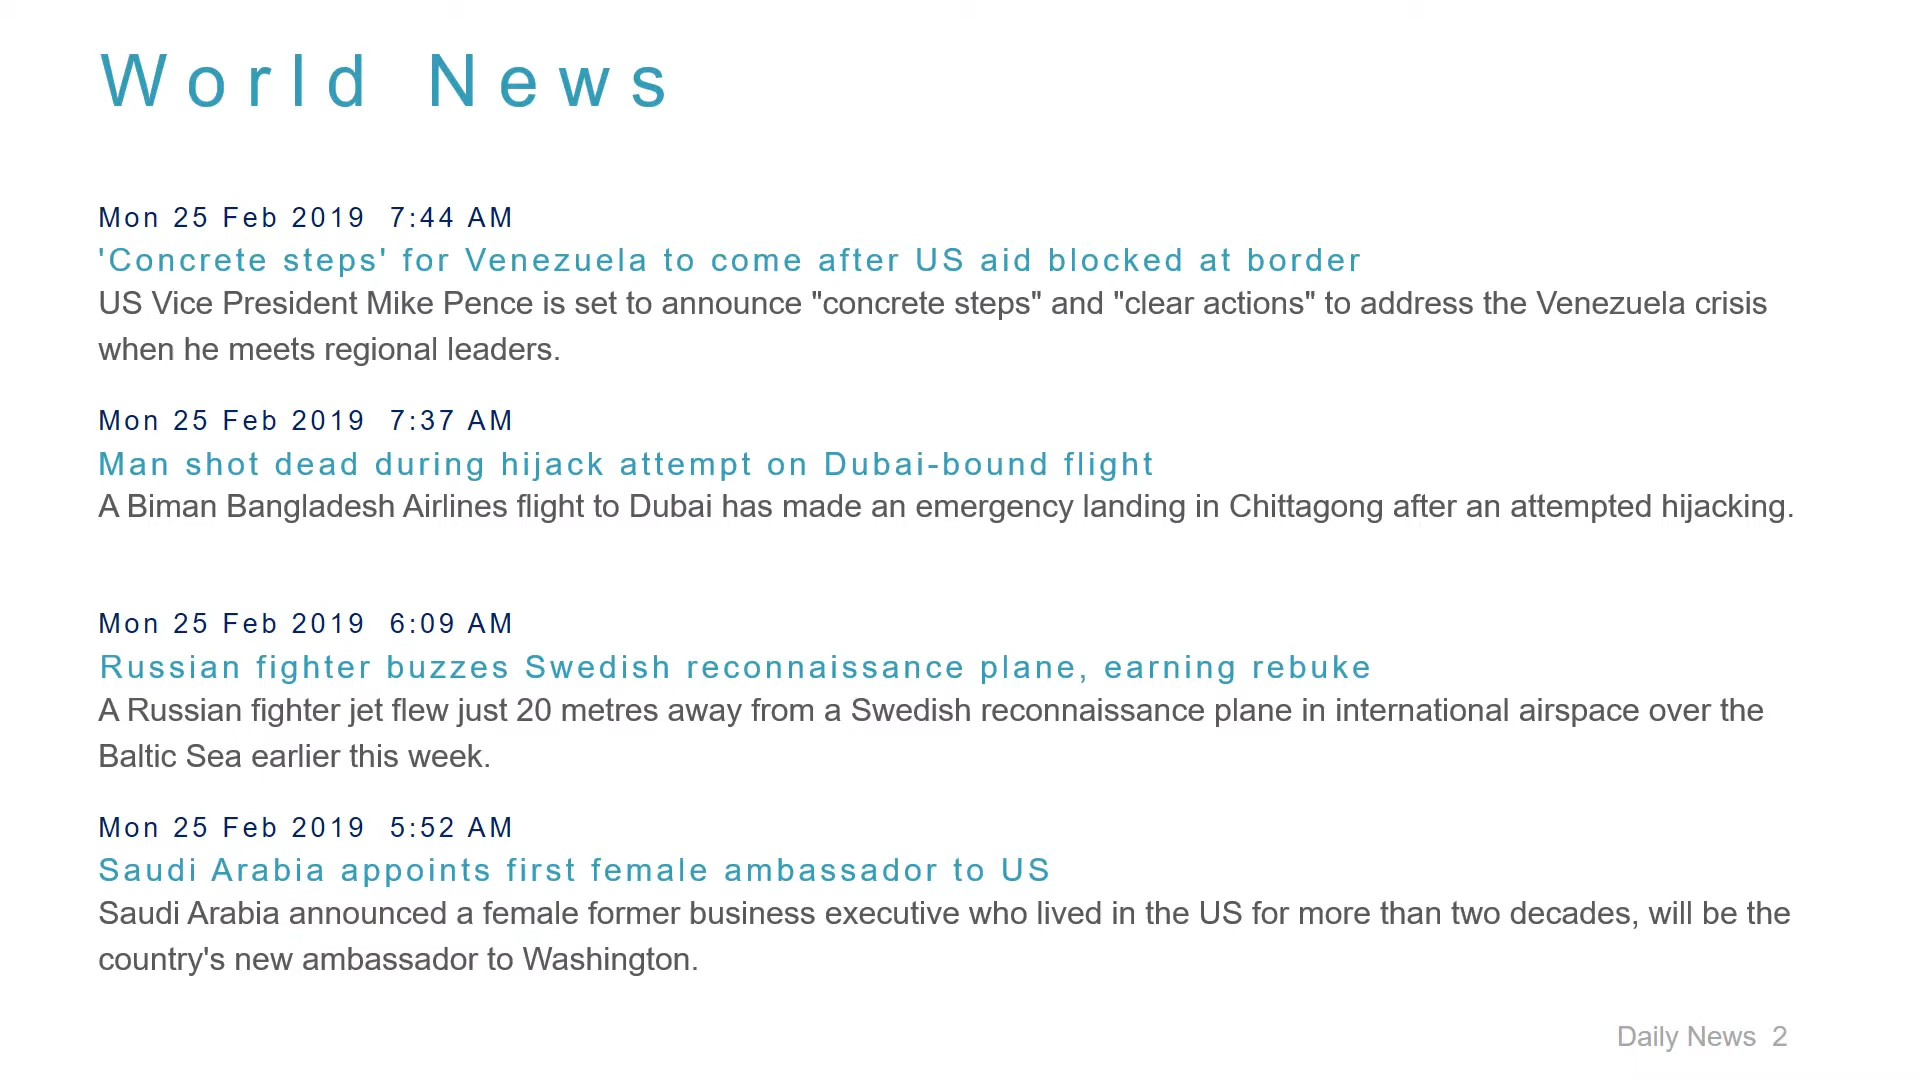 World News
Mon 25 Feb 2019 7:44 AM
'Concrete steps' for Venezuela to come after US aid blocked at border
US Vice President Mike Pence is set to announce "concrete steps" and "clear actions" to address the Venezuela crisis
when he meets regional leaders.
Mon 25 Feb 2019 7:37 AM
Man shot dead during hijack attempt on Dubai-bound flight
A Biman Bangladesh Airlines flight to Dubai has made an emergency landing in Chittagong after an attempted hijacking.
Mon 25 Feb 2019 6:09 AM
Russian fighter buzzes Swedish reconnaissance plane, earning rebuke
A Russian fighter jet flew just 20 metres away from a Swedish reconnaissance plane in international airspace over the
Baltic Sea earlier this week.
Mon 25 Feb 2019 5:52 AM
Saudi Arabia appoints first female ambassador to US
Saudi Arabia announced a female former business executive who lived in the US for more than two decades, will be the
country's new ambassador to Washington.
Daily News 2